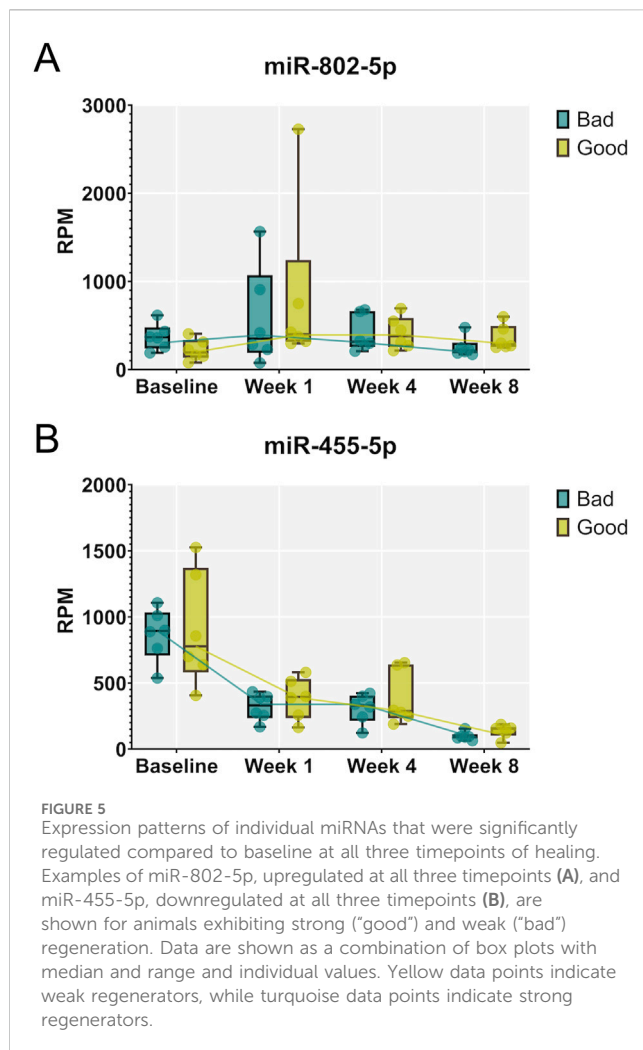 A
miR-802-5p
3000
2000
1000
0
RPM
Baseline Week 1 Week 4 Week 8
Bad
Good
B
miR-455-5p
2000
1500
1000
500
0
RPM
Baseline Week 1 Week 4 Week 8
Bad
Good
FIGURE 5
Expression patterns of individual miRNAs that were significantly
regulated compared to baseline at all three timepoints of healing.
Examples of miR-802-5p, upregulated at all three timepoints (A), and
miR-455-5p, downregulated at all three timepoints (B), are
shown for animals exhibiting strong (“good”) and weak (“bad”)
regeneration. Data are shown as a combination of box plots with
median and range and individual values. Yellow data points indicate
weak regenerators, while turquoise data points indicate strong
regenerators.